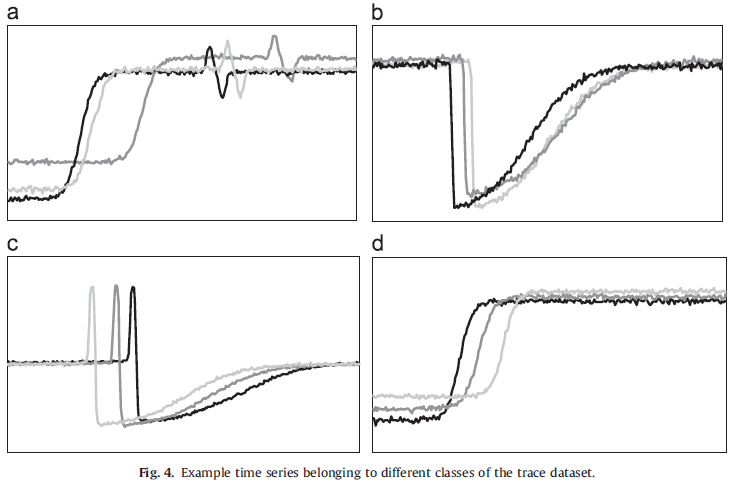 a
b
c
d
Fig. 4. Example time series belonging to different classes of the trace dataset.